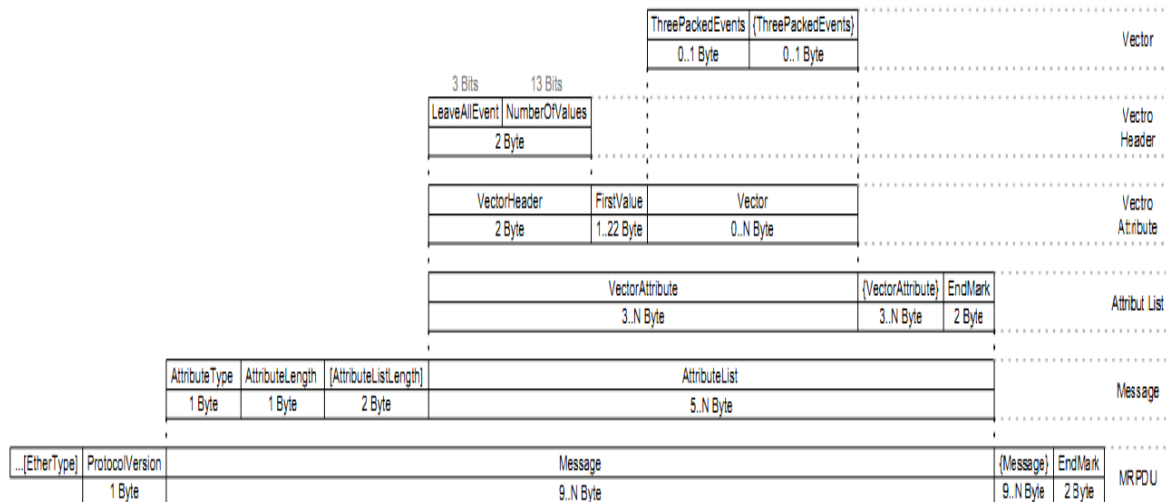 ThreePackedEvents {ThreePackedEvents}
0..1 Byte 0..1 Byte
Vector
3 Bits 13 Bits
LeaveAllEvent NumberOfValues
2 Byte
Vectro
Header
VectorHeader FirstValue Vector
2 Byte 1..22 Byte 0..N Byte
Vectro
Attribute
VectorAttribute {VectorAttribute} EndMark
3..N Byte 3..N Byte 2 Byte
Attribut List
AttributeType AttributeLength [AttributeListLength] AttributeList
1 Byte 1 Byte 2 Byte 5..N Byte
Message
...[EtherType] ProtocolVersion Message {Message} EndMark
1 Byte 9..N Byte 9..N Byte 2 Byte
MRPDU